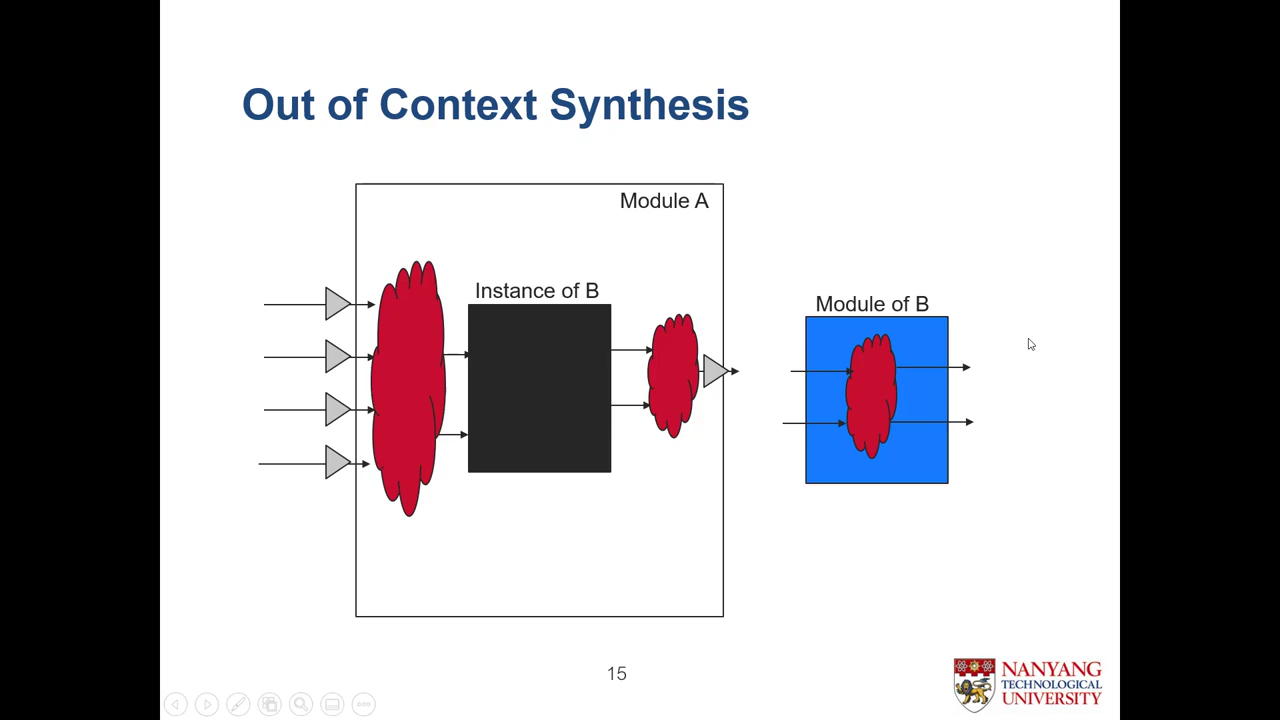 Out of Context Synthesis
Module A
Instance of B
Module of B
15
NANYANG
TECHNOLOGICAL
UNIVERSITY